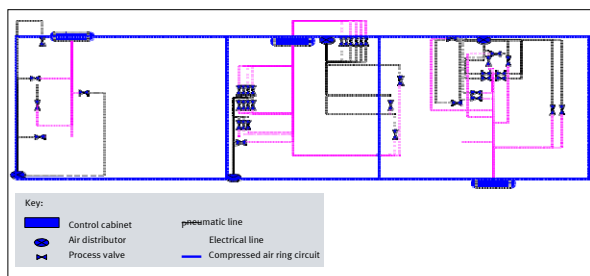 Key:
Control cabinet
Air distributor
Process valve
pneumatic line
Electrical line
Compressed air ring circuit